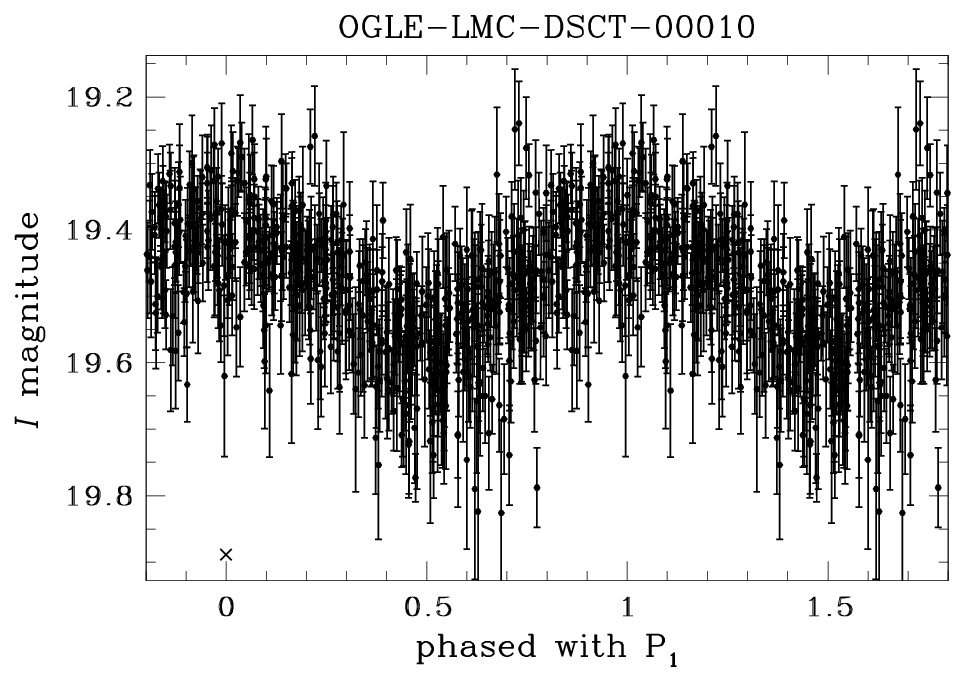 OGLE-LMC-DSCT-00010
19.2
19.4
19.6
19.8
I magnitude
0 0.5 1 1.5
phased with P₁